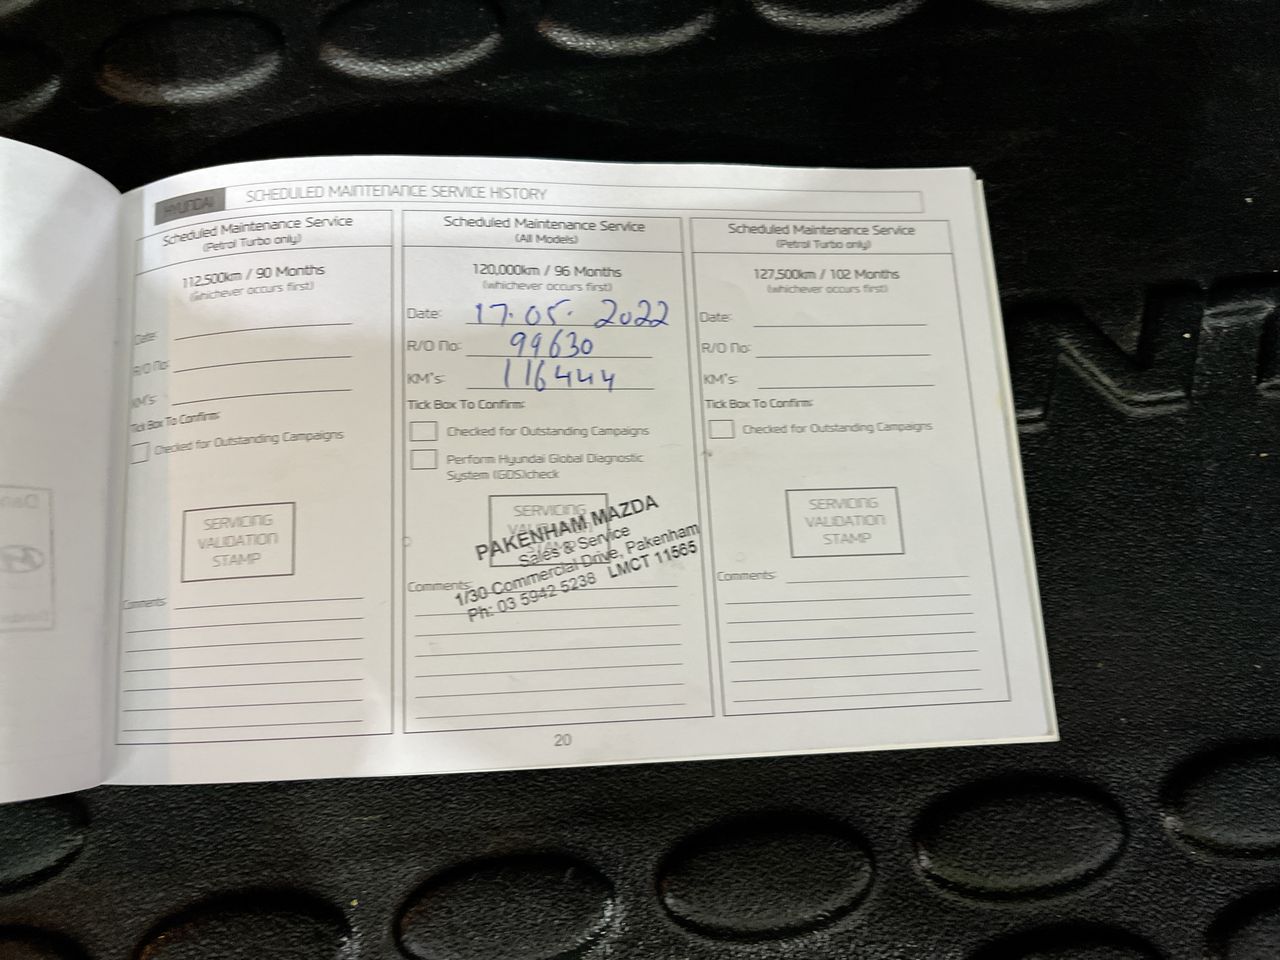 HYUNDAI
SCHEDULED MAINTENANCE SERVICE HISTORY
Scheduled Maintenance Service
(Petrol Turbo only)
112,500km / 90 Months
(whichever occurs first)
Date:
R/O No:
KM's:
Tick Box To Confirm:
Checked for Outstanding Campaigns
SERVICING
VALIDATION
STAMP
Comments:
Scheduled Maintenance Service
(All Models)
120,000km / 96 Months
(whichever occurs first)
Date: 17.05.2022
R/O No: 99630
KM's: 116444
Tick Box To Confirm:
Checked for Outstanding Campaigns
Perform Hyundai Global Diagnostic
System (GDS)check
SERVICING
VALIDATION
STAMP
PAKENHAM MAZDA
Sales & Service
1/30 Commercial Drive, Pakenham
Ph: 03 5942 5238 LMCT 11565
Comments:
Scheduled Maintenance Service
(Petrol Turbo only)
127,500km / 102 Months
(whichever occurs first)
Date:
R/O No:
KM's:
Tick Box To Confirm:
Checked for Outstanding Campaigns
SERVICING
VALIDATION
STAMP
Comments:
20